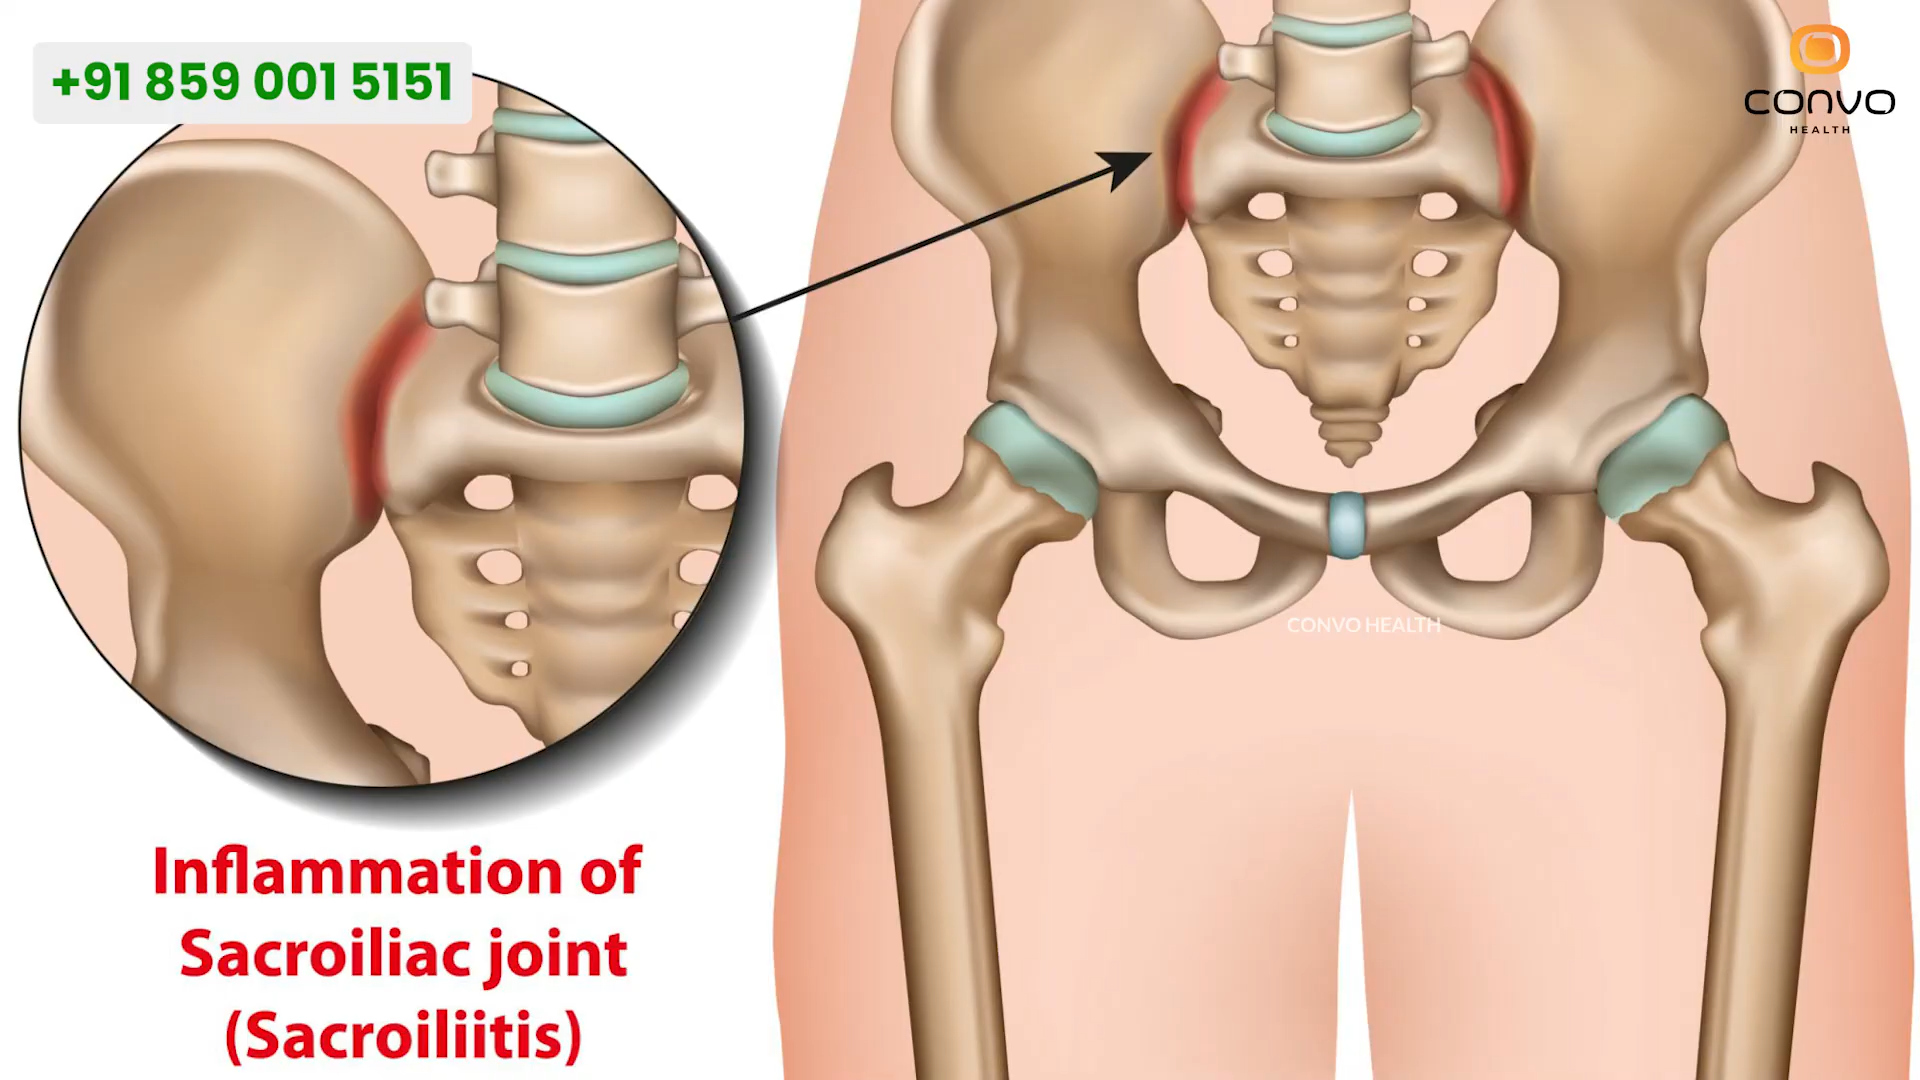 +91 859 001 5151
CONVO
HEALTH
CONVO HEALTH
Inflammation of
Sacroiliac joint
(Sacroiliitis)